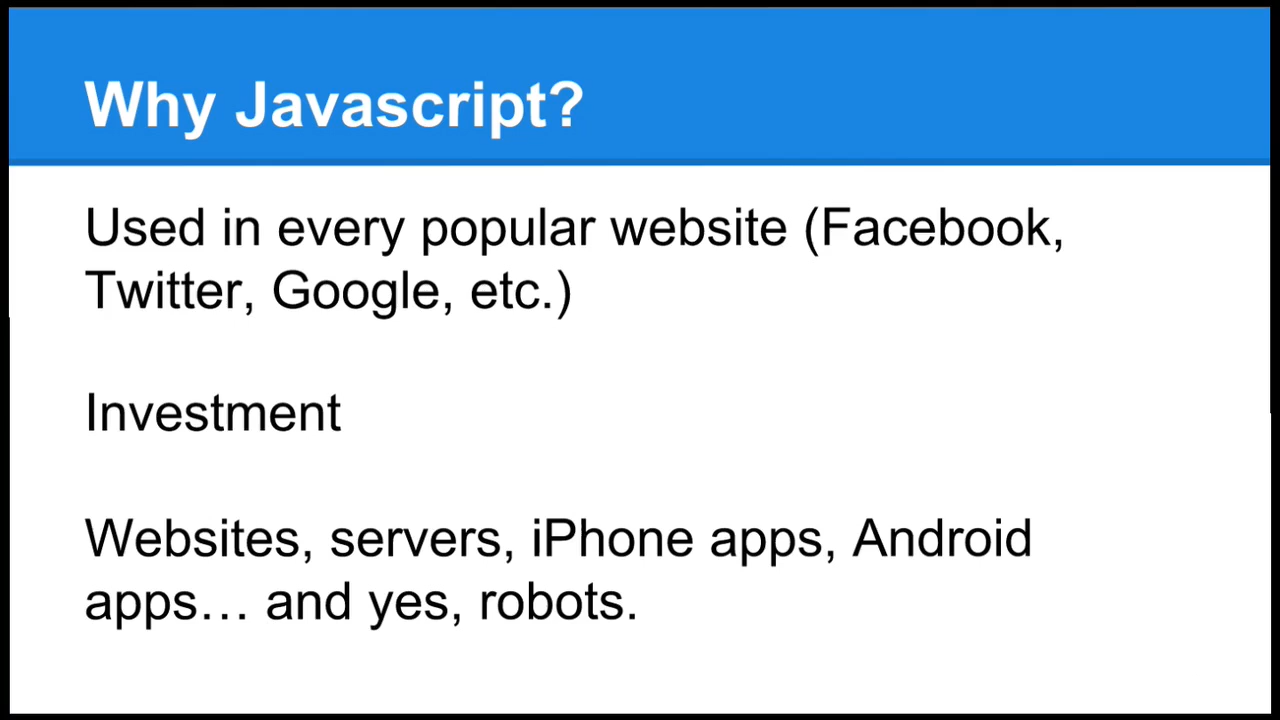 Why Javascript?
Used in every popular website (Facebook,
Twitter, Google, etc.)
Investment
Websites, servers, iPhone apps, Android
apps… and yes, robots.